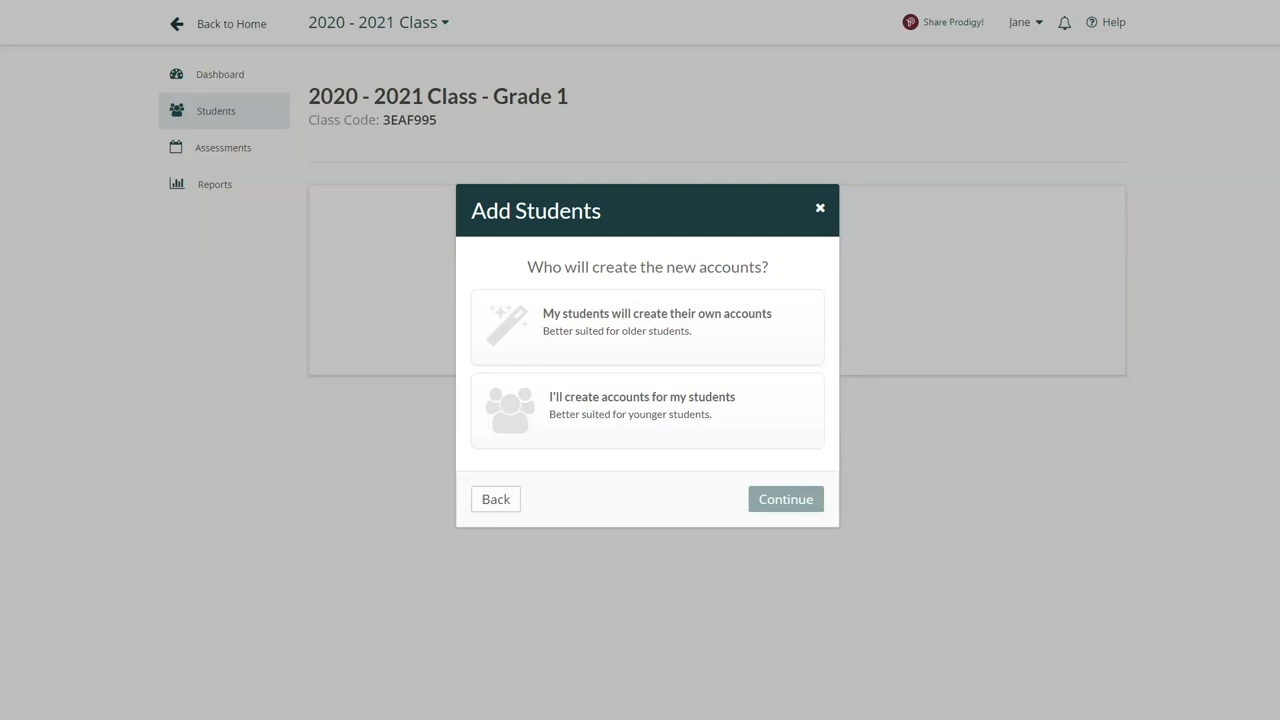 Back to Home
2020 - 2021 Class
Share Prodigy!
Jane
Help
Dashboard
Students
Assessments
Reports
2020 - 2021 Class - Grade 1
Class Code: 3EAF995
Add Students
Who will create the new accounts?
My students will create their own accounts
Better suited for older students.
I'll create accounts for my students
Better suited for younger students.
Back
Continue